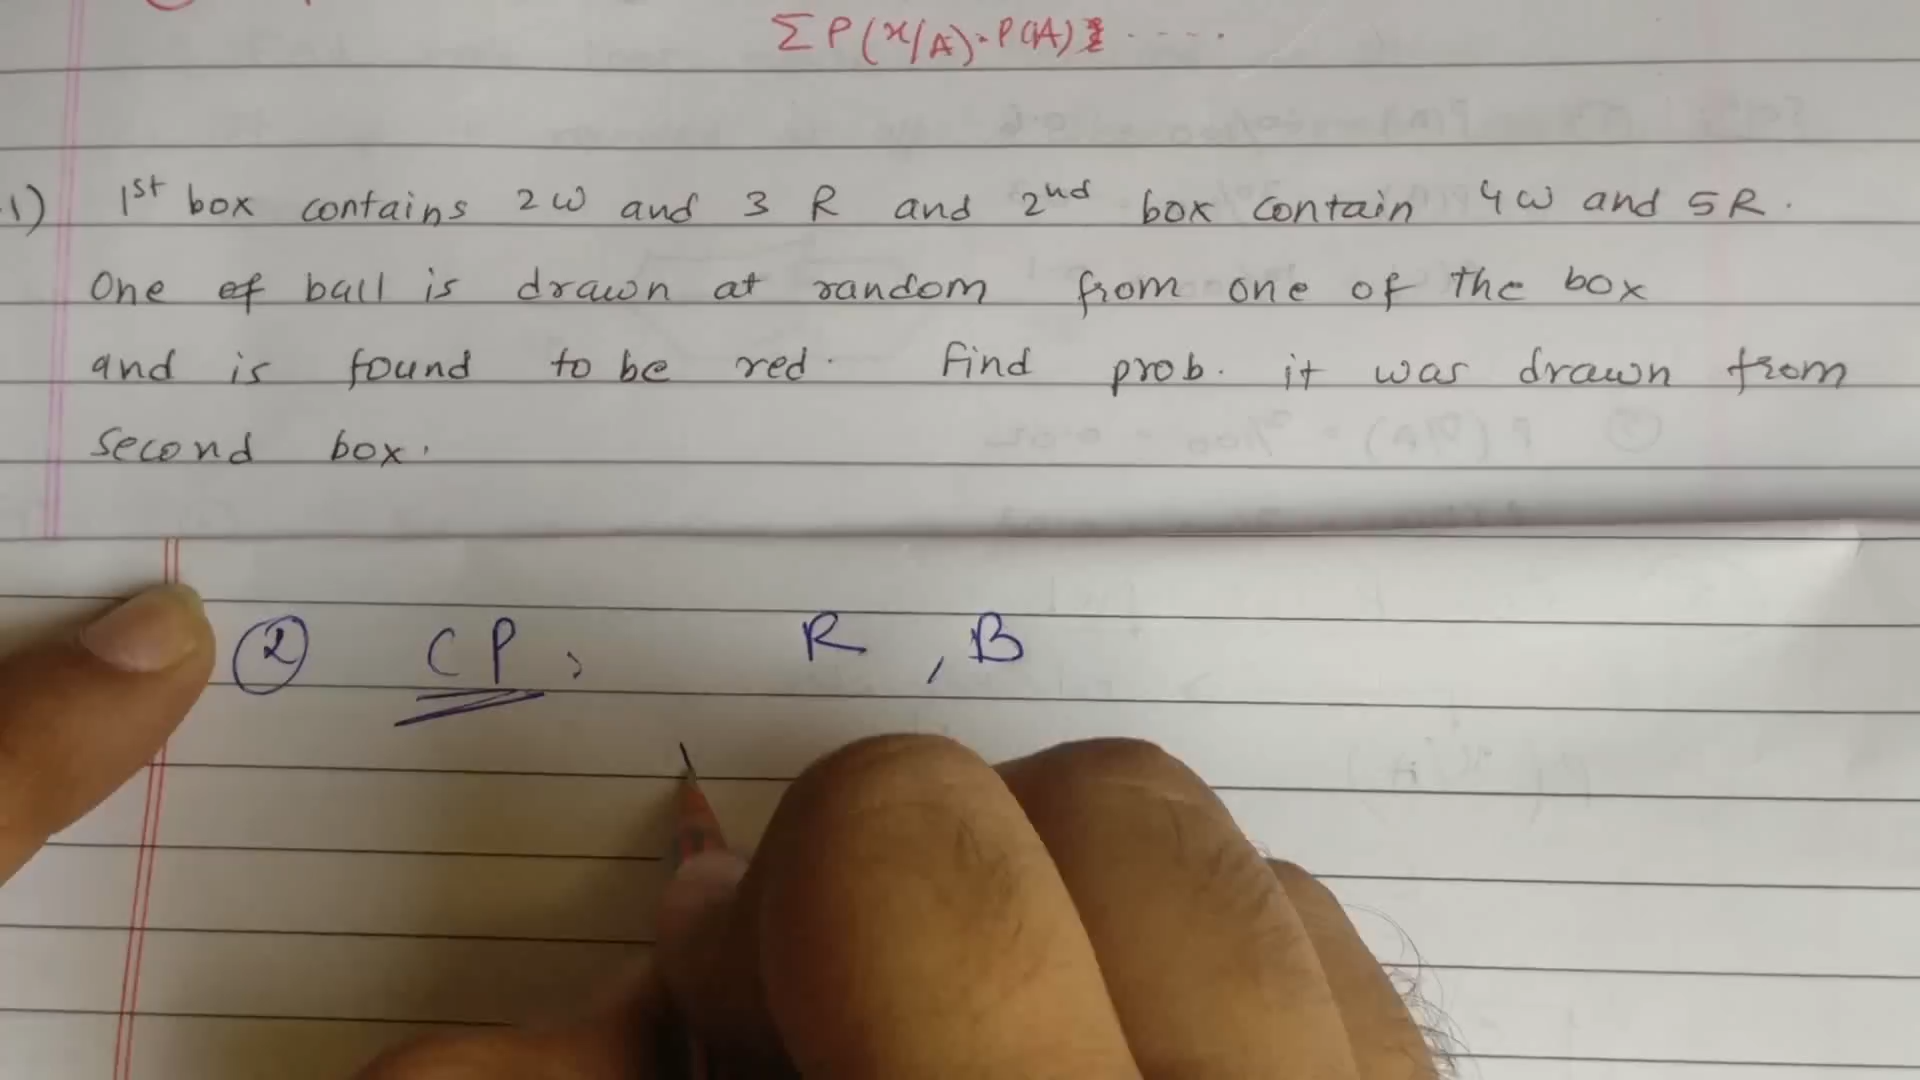 Σ P(x/A). P(A) . . . . .
1) 1st box contains 2W and 3 R and 2nd box contain 4W and 5R.
One of ball is drawn at random from one of the box
and is found to be red. Find prob. it was drawn from
second box.
② CP, R , B